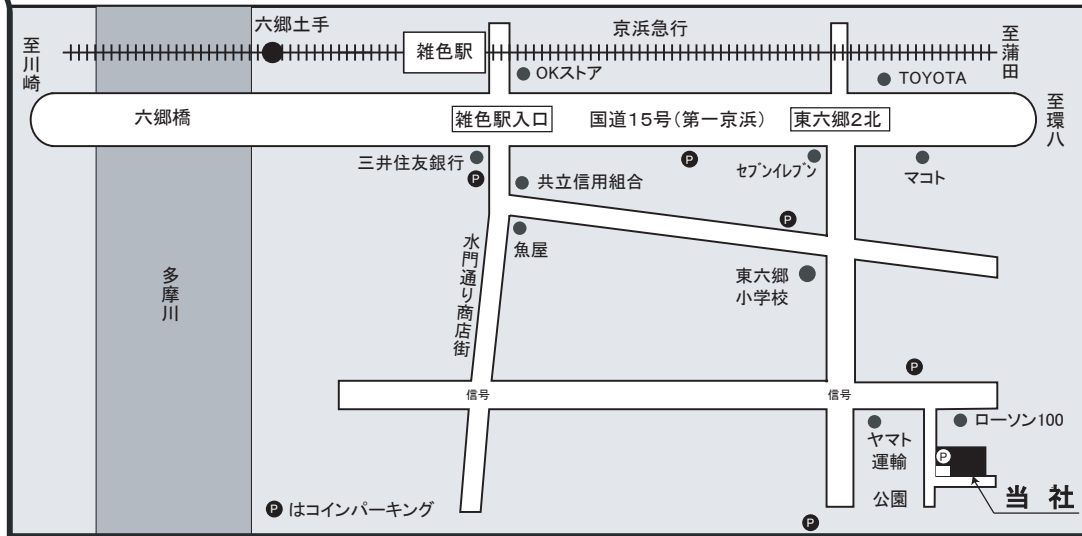 六郷土手
京浜急行
至川崎
雑色駅
至蒲田
OKストア
TOYOTA
至環八
六郷橋
雑色駅入口
国道15号(第一京浜)
東六郷2北
三井住友銀行
P
共立信用組合
P
セブンイレブン
マコト
P
魚屋
水門通り商店街
多摩川
東六郷
小学校
P
信号
信号
ローソン100
ヤマト
運輸
P
公園
当 社
P はコインパーキング
P